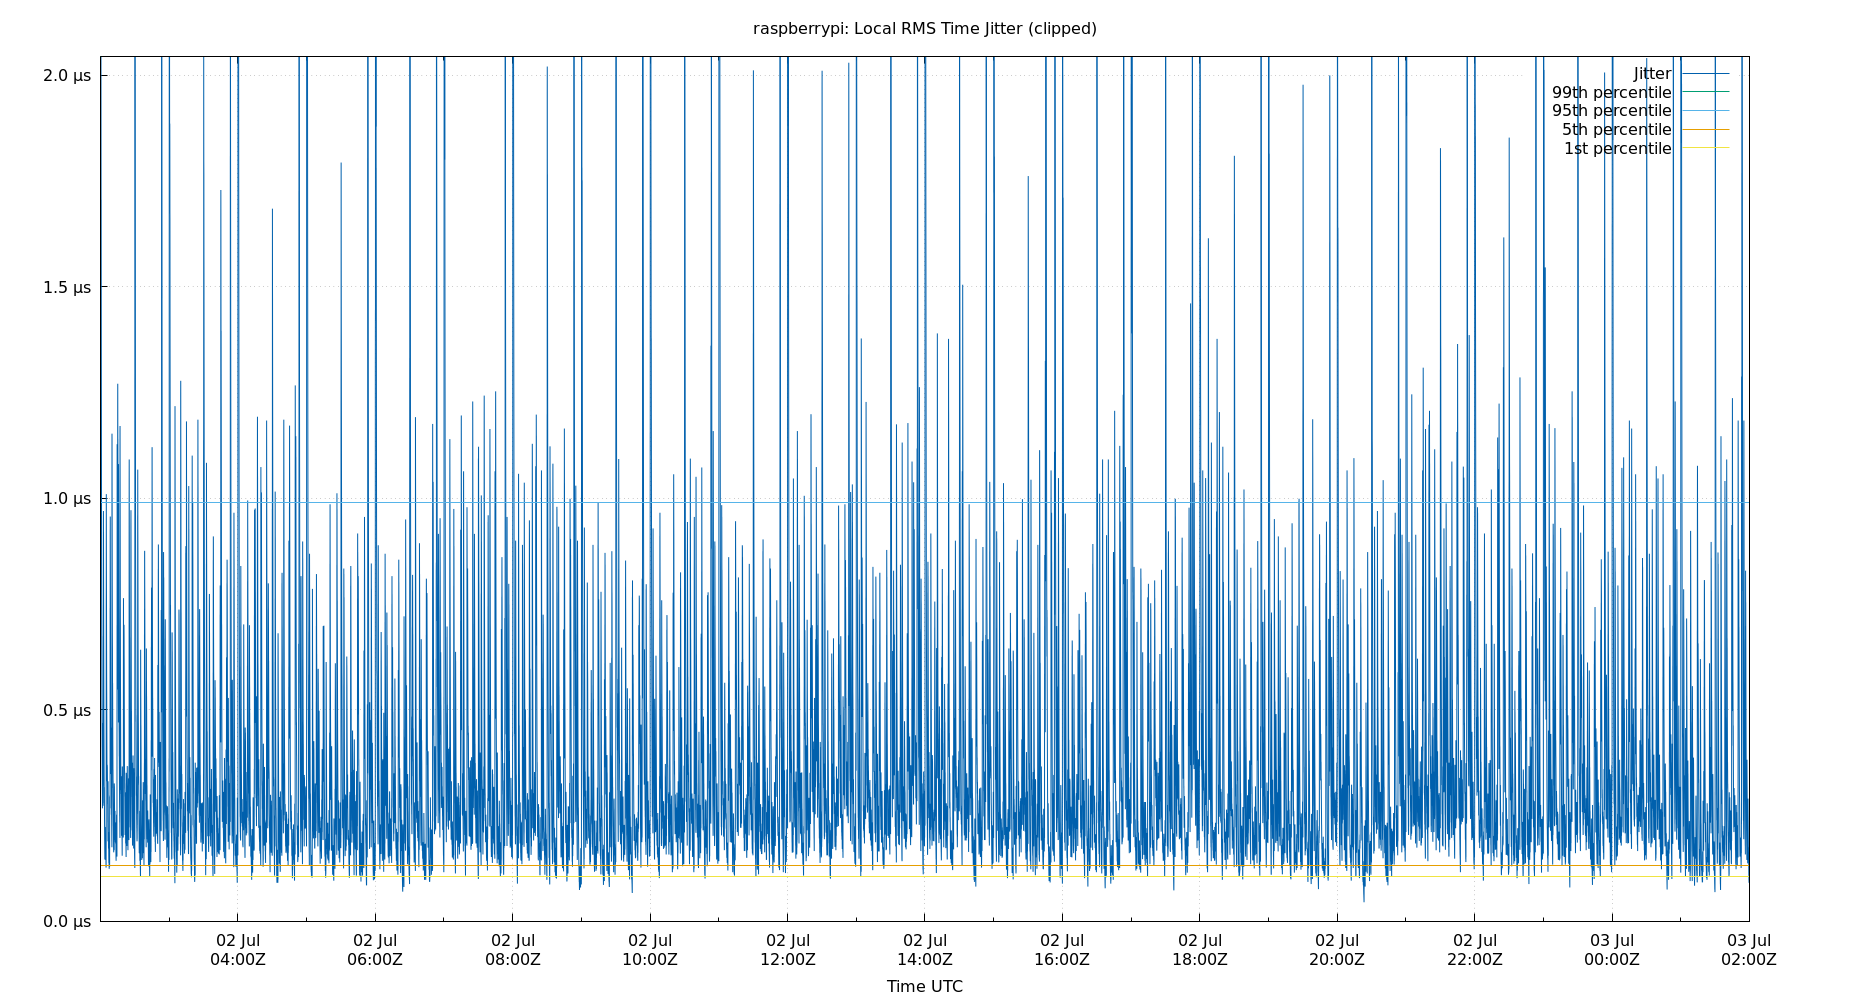 raspberrypi: Local RMS Time Jitter (clipped)
2.0 µs
1.5 µs
1.0 µs
0.5 µs
0.0 µs
Jitter
99th percentile
95th percentile
5th percentile
1st percentile
02 Jul
04:00Z
02 Jul
06:00Z
02 Jul
08:00Z
02 Jul
10:00Z
02 Jul
12:00Z
02 Jul
14:00Z
02 Jul
16:00Z
02 Jul
18:00Z
02 Jul
20:00Z
02 Jul
22:00Z
03 Jul
00:00Z
03 Jul
02:00Z
Time UTC